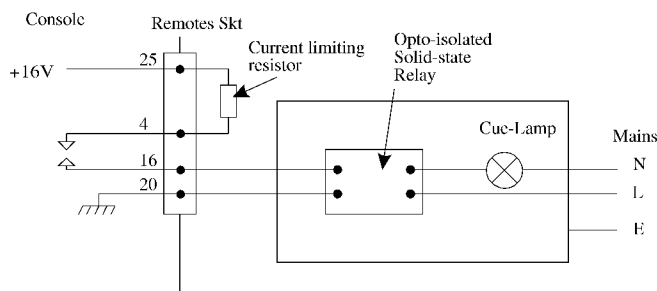 Console
Remotes Skt
+16V
25
Current limiting
resistor
Opto-isolated
Solid-state
Relay
4
Cue-Lamp
Mains
16
N
20
L
E